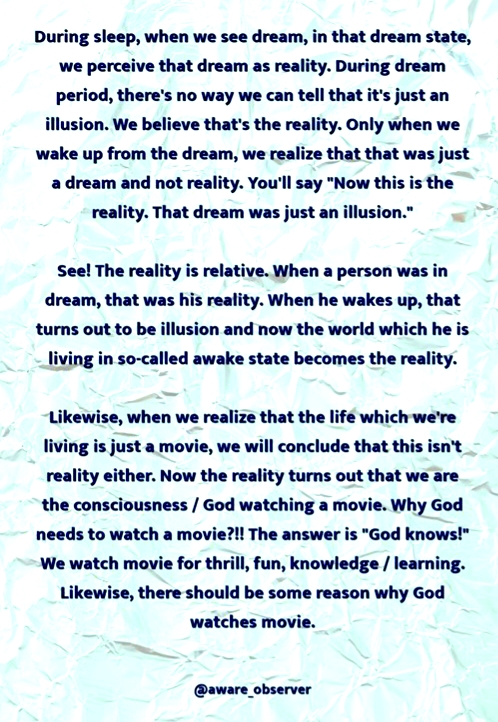 During sleep, when we see dream, in that dream state,
we perceive that dream as reality. During dream
period, there's no way we can tell that it's just an
illusion. We believe that's the reality. Only when we
wake up from the dream, we realize that that was just
a dream and not reality. You'll say "Now this is the
reality. That dream was just an illusion."
See! The reality is relative. When a person was in
dream, that was his reality. When he wakes up, that
turns out to be illusion and now the world which he is
living in so-called awake state becomes the reality.
Likewise, when we realize that the life which we're
living is just a movie, we will conclude that this isn't
reality either. Now the reality turns out that we are
the consciousness / God watching a movie. Why God
needs to watch a movie?!! The answer is "God knows!"
We watch movie for thrill, fun, knowledge / learning.
Likewise, there should be some reason why God
watches movie.
@aware_observer